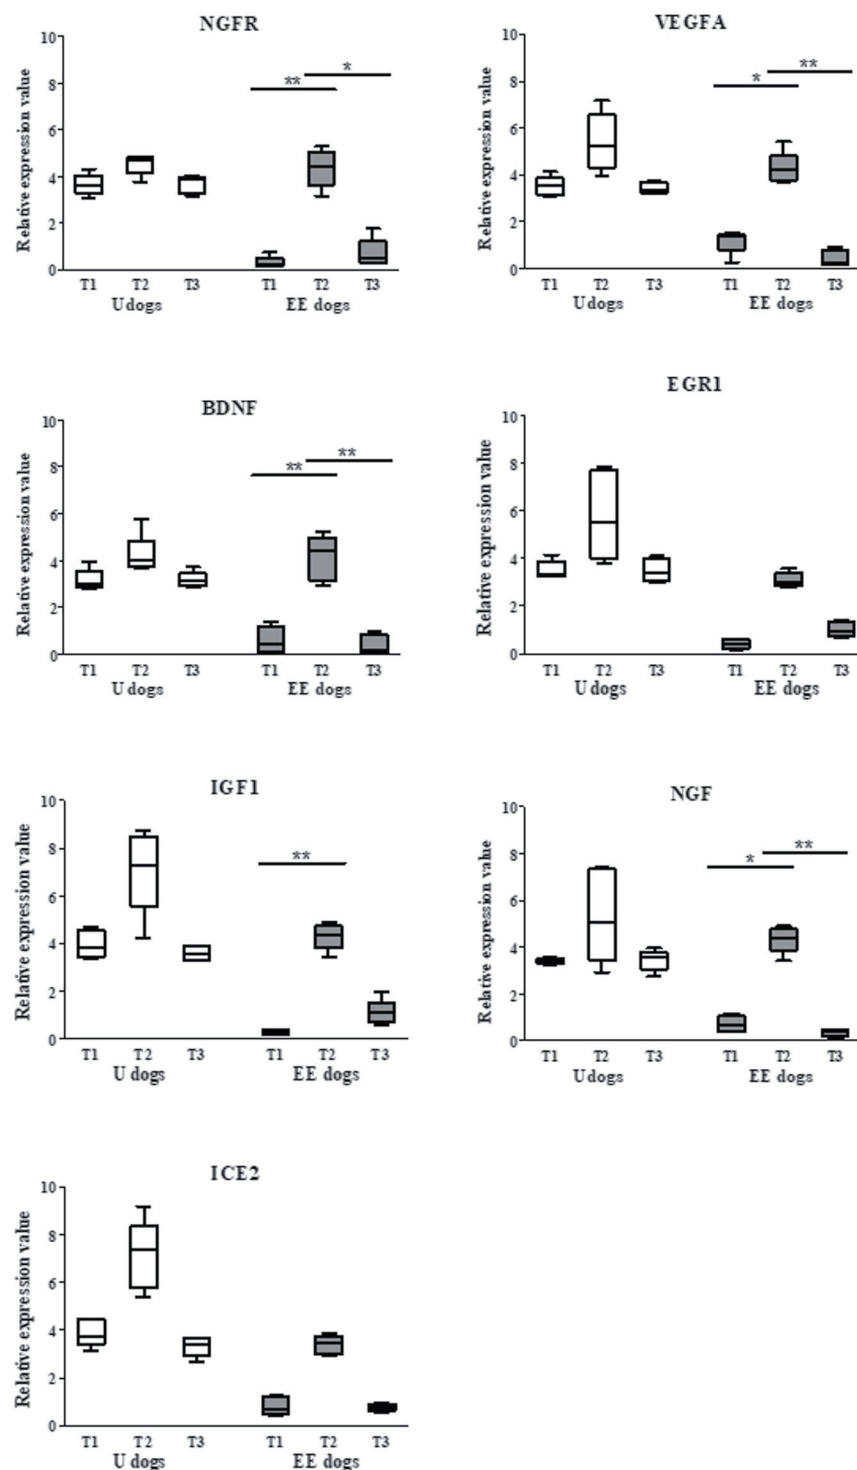 NGFR
Relative expression value
10
8
6
4
2
0
** *
T1 T2 T3 T1 T2 T3
U dogs EE dogs
VEGFA
Relative expression value
10
8
6
4
2
0
* **
T1 T2 T3 T1 T2 T3
U dogs EE dogs
BDNF
Relative expression value
10
8
6
4
2
0
** **
T1 T2 T3 T1 T2 T3
U dogs EE dogs
EGR1
Relative expression value
10
8
6
4
2
0
T1 T2 T3 T1 T2 T3
U dogs EE dogs
IGF1
Relative expression value
10
8
6
4
2
0
**
T1 T2 T3 T1 T2 T3
U dogs EE dogs
NGF
Relative expression value
10
8
6
4
2
0
* **
T1 T2 T3 T1 T2 T3
U dogs EE dogs
ICE2
Relative expression value
10
8
6
4
2
0
T1 T2 T3 T1 T2 T3
U dogs EE dogs